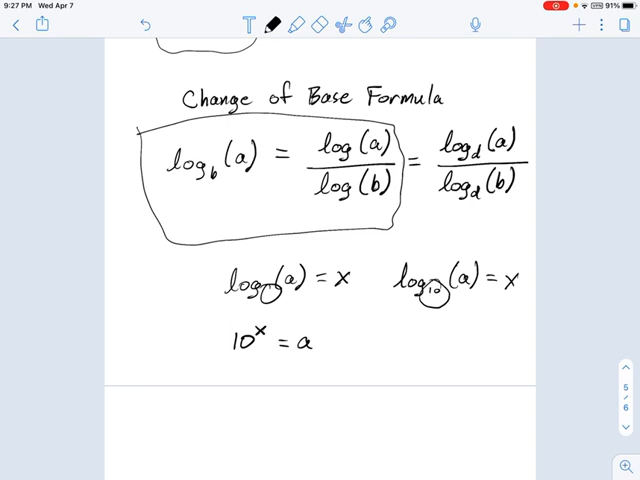 9:27 PM Wed Apr 7
VPN 91%
Change of Base Formula
log_b (a) = log (a) / log (b) = log_d (a) / log_d (b)
log (a) = x log_10 (a) = x
10^x = a
5
/
6